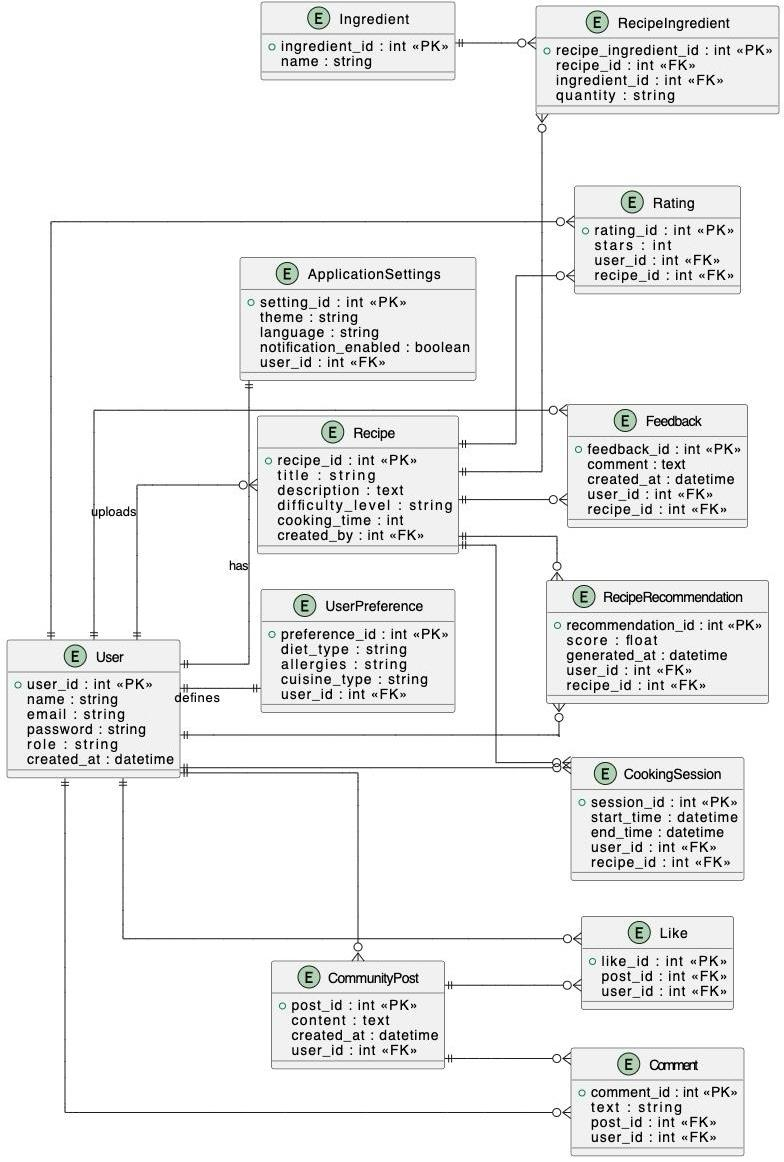 E Ingredient
ingredient_id : int «PK»
name : string
E RecipeIngredient
recipe_ingredient_id : int «PK»
recipe_id : int «FK»
ingredient_id : int «FK»
quantity : string
E Rating
rating_id : int «PK»
stars : int
user_id : int «FK»
recipe_id : int «FK»
E ApplicationSettings
setting_id : int «PK»
theme : string
language : string
notification_enabled : boolean
user_id : int «FK»
E Recipe
recipe_id : int «PK»
title : string
description : text
difficulty_level : string
cooking_time : int
created_by : int «FK»
E Feedback
feedback_id : int «PK»
comment : text
created_at : datetime
user_id : int «FK»
recipe_id : int «FK»
uploads
has
E UserPreference
preference_id : int «PK»
diet_type : string
allergies : string
cuisine_type : string
user_id : int «FK»
E RecipeRecommendation
recommendation_id : int «PK»
score : float
generated_at : datetime
user_id : int «FK»
recipe_id : int «FK»
E User
user_id : int «PK»
name : string
email : string
password : string
role : string
created_at : datetime
defines
E CookingSession
session_id : int «PK»
start_time : datetime
end_time : datetime
user_id : int «FK»
recipe_id : int «FK»
E Like
like_id : int «PK»
post_id : int «FK»
user_id : int «FK»
E CommunityPost
post_id : int «PK»
content : text
created_at : datetime
user_id : int «FK»
E Comment
comment_id : int «PK»
text : string
post_id : int «FK»
user_id : int «FK»